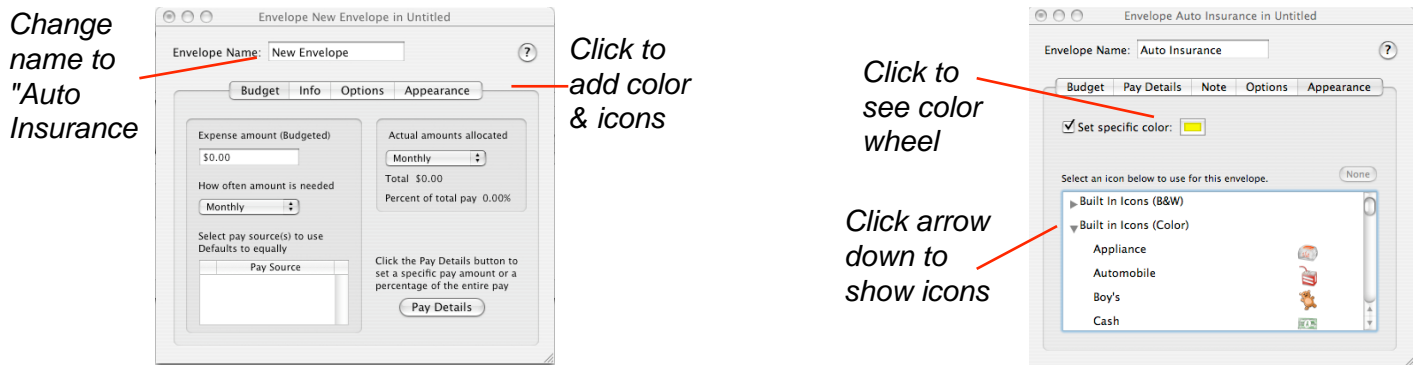 Change
name to
"Auto
Insurance
Envelope New Envelope in Untitled
Envelope Name: New Envelope
?
Budget Info Options Appearance
Expense amount (Budgeted)
$0.00
How often amount is needed
Monthly
Select pay source(s) to use
Defaults to equally
Pay Source
Actual amounts allocated
Monthly
Total $0.00
Percent of total pay 0.00%
Click the Pay Details button to
set a specific pay amount or a
percentage of the entire pay
Pay Details
Click to
add color
& icons
Click to
see color
wheel
Click arrow
down to
show icons
Envelope Auto Insurance in Untitled
Envelope Name: Auto Insurance
?
Budget Pay Details Note Options Appearance
Set specific color:
Select an icon below to use for this envelope.
None
Built In Icons (B&W)
Built in Icons (Color)
Appliance
Automobile
Boy's
Cash